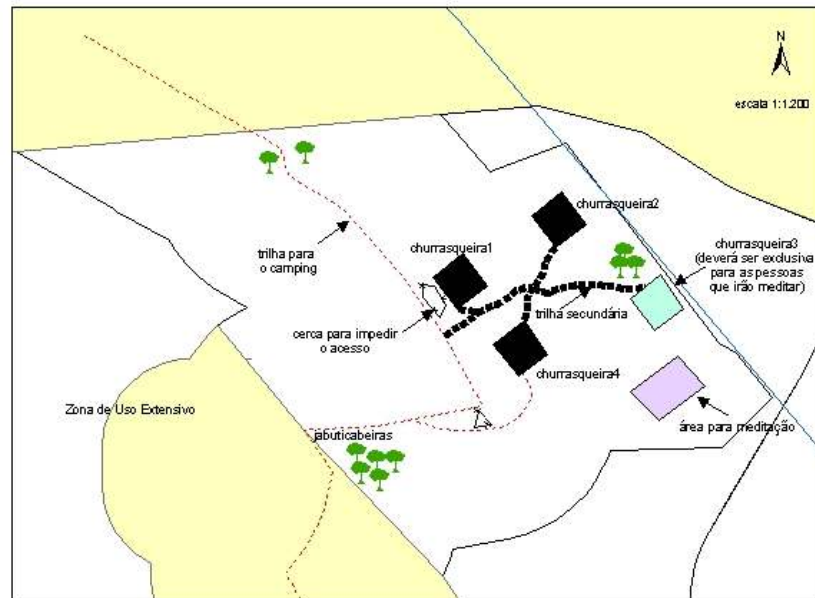 N
escala 1:1.200
churrasqueira2
churrasqueira3
(deverá ser exclusiva
para as pessoas
que irão meditar)
trilha para
o camping
churrasqueira1
trilha secundária
cerca para impedir
o acesso
churrasqueira4
Zona de Uso Extensivo
jabuticabeiras
área para meditação